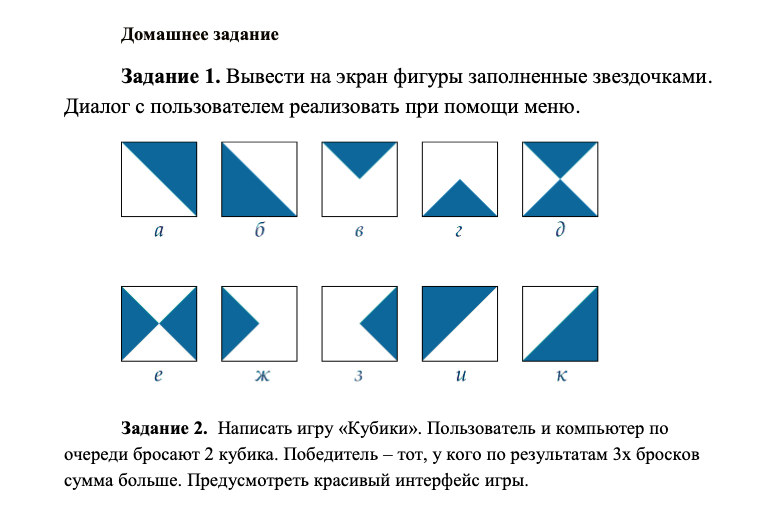 Домашнее задание
Задание 1. Вывести на экран фигуры заполненные звездочками.
Диалог с пользователем реализовать при помощи меню.
а б в г д
е ж з и к
Задание 2. Написать игру «Кубики». Пользователь и компьютер по
очереди бросают 2 кубика. Победитель – тот, у кого по результатам 3х бросков
сумма больше. Предусмотреть красивый интерфейс игры.